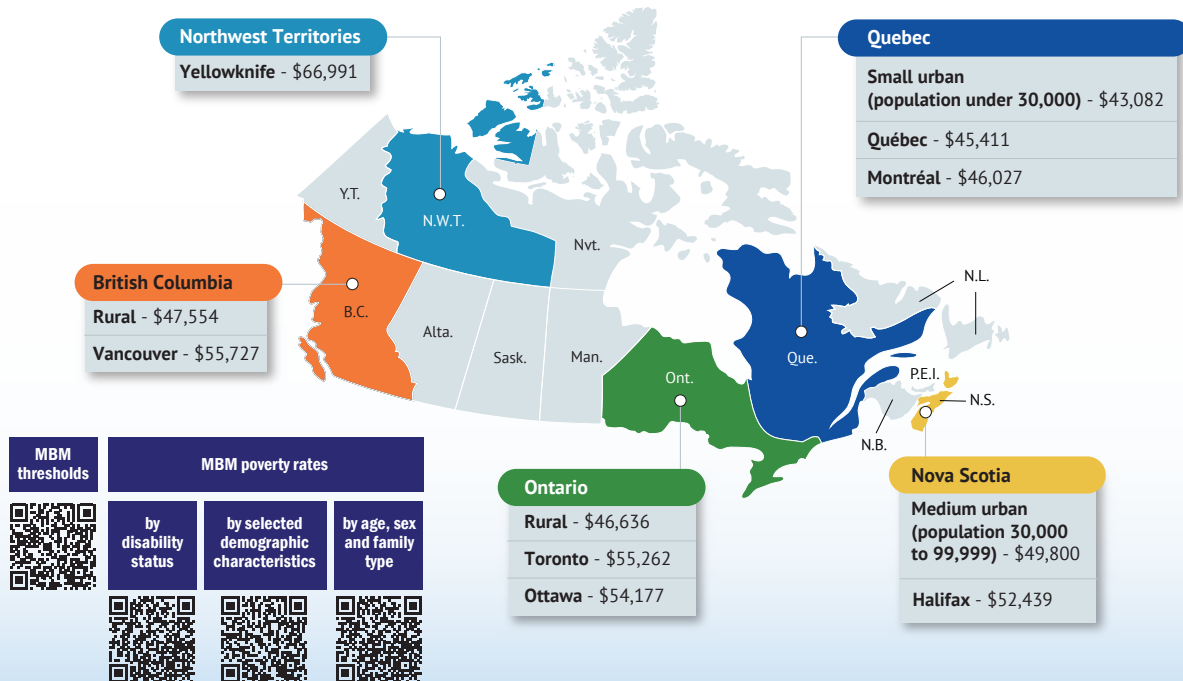 Northwest Territories
Yellowknife - $66,991
Quebec
Small urban
(population under 30,000) - $43,082
Québec - $45,411
Montréal - $46,027
British Columbia
Rural - $47,554
Vancouver - $55,727
Y.T.
N.W.T.
Nvt.
B.C.
Alta.
Sask.
Man.
Ont.
Que.
N.L.
P.E.I.
N.S.
N.B.
Ontario
Rural - $46,636
Toronto - $55,262
Ottawa - $54,177
Nova Scotia
Medium urban
(population 30,000
to 99,999) - $49,800
Halifax - $52,439
MBM
thresholds
MBM poverty rates
by
disability
status
by selected
demographic
characteristics
by age, sex
and family
type